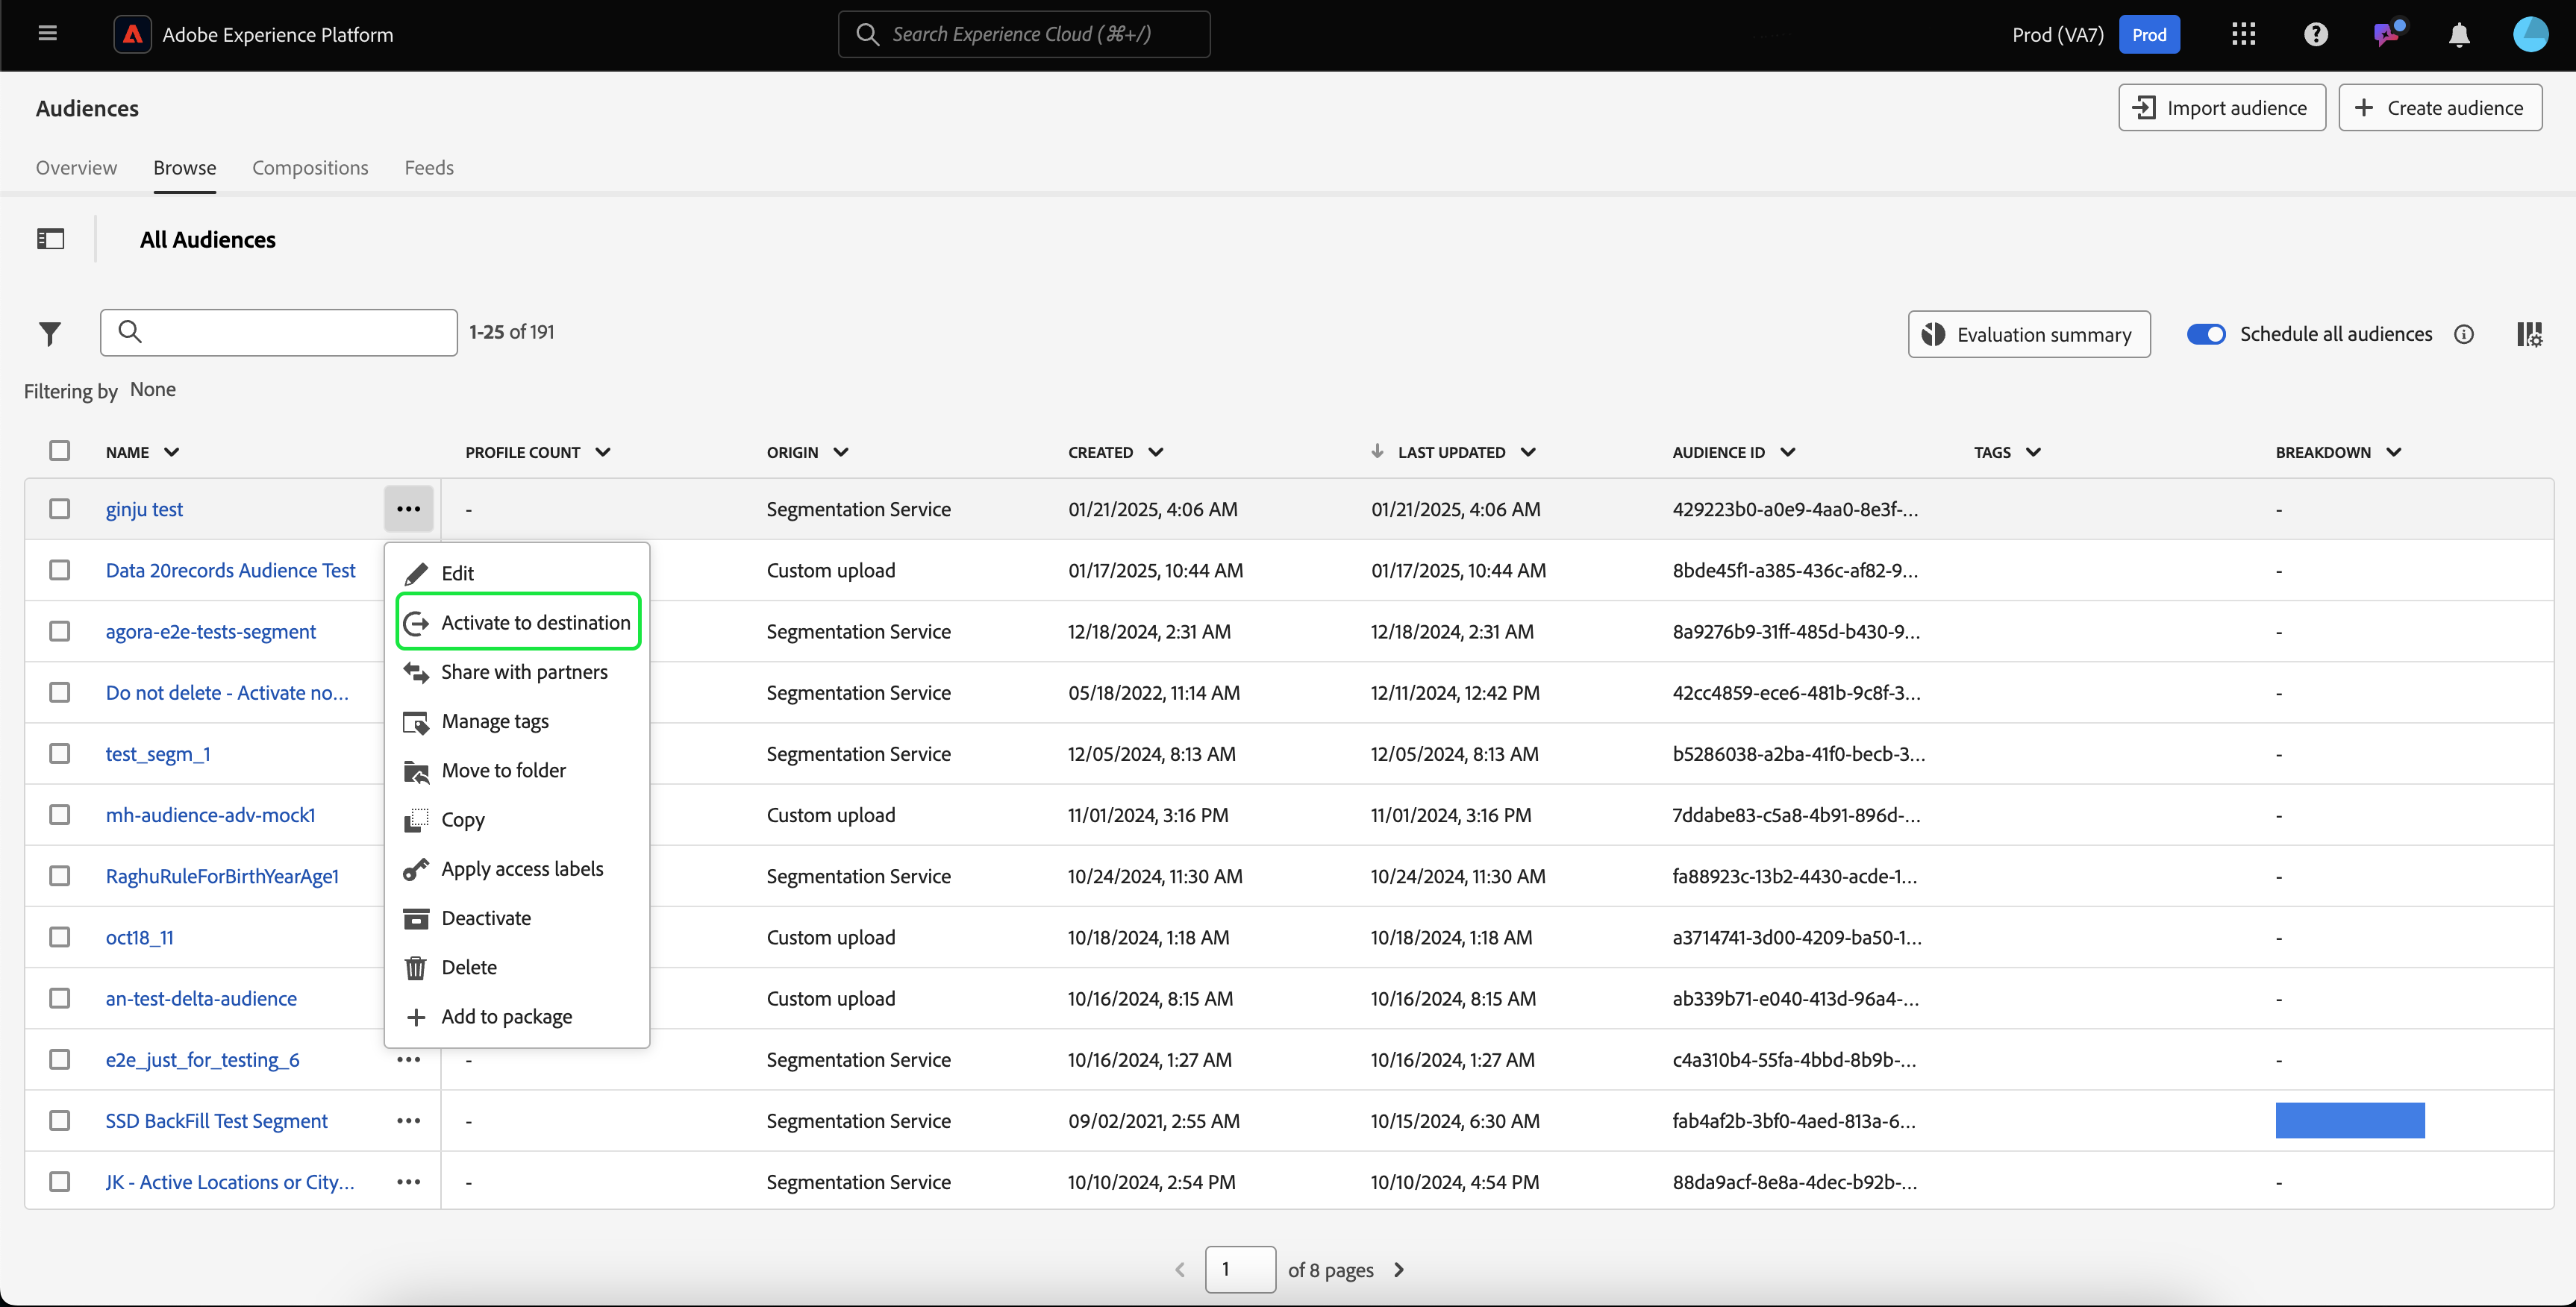 Adobe Experience Platform
Search Experience Cloud (⌘+/)
Prod (VA7) Prod
Audiences
Import audience
Create audience
Overview Browse Compositions Feeds
All Audiences
1-25 of 191
Evaluation summary
Schedule all audiences
Filtering by None
NAME PROFILE COUNT ORIGIN CREATED LAST UPDATED AUDIENCE ID TAGS BREAKDOWN
ginju test ••• - Segmentation Service 01/21/2025, 4:06 AM 01/21/2025, 4:06 AM 429223b0-a0e9-4aa0-8e3f-... -
Data 20records Audience Test Custom upload 01/17/2025, 10:44 AM 01/17/2025, 10:44 AM 8bde45f1-a385-436c-af82-9... -
agora-e2e-tests-segment Segmentation Service 12/18/2024, 2:31 AM 12/18/2024, 2:31 AM 8a9276b9-31ff-485d-b430-9... -
Do not delete - Activate no... Segmentation Service 05/18/2022, 11:14 AM 12/11/2024, 12:42 PM 42cc4859-ece6-481b-9c8f-3... -
test_segm_1 Segmentation Service 12/05/2024, 8:13 AM 12/05/2024, 8:13 AM b5286038-a2ba-41f0-becb-3... -
mh-audience-adv-mock1 Custom upload 11/01/2024, 3:16 PM 11/01/2024, 3:16 PM 7ddabe83-c5a8-4b91-896d-... -
RaghuRuleForBirthYearAge1 Segmentation Service 10/24/2024, 11:30 AM 10/24/2024, 11:30 AM fa88923c-13b2-4430-acde-1... -
oct18_11 Custom upload 10/18/2024, 1:18 AM 10/18/2024, 1:18 AM a3714741-3d00-4209-ba50-1... -
an-test-delta-audience Custom upload 10/16/2024, 8:15 AM 10/16/2024, 8:15 AM ab339b71-e040-413d-96a4-... -
e2e_just_for_testing_6 ••• - Segmentation Service 10/16/2024, 1:27 AM 10/16/2024, 1:27 AM c4a310b4-55fa-4bbd-8b9b-... -
SSD BackFill Test Segment ••• - Segmentation Service 09/02/2021, 2:55 AM 10/15/2024, 6:30 AM fab4af2b-3bf0-4aed-813a-6...
JK - Active Locations or City... ••• - Segmentation Service 10/10/2024, 2:54 PM 10/10/2024, 4:54 PM 88da9acf-8e8a-4dec-b92b-... -
Edit
Activate to destination
Share with partners
Manage tags
Move to folder
Copy
Apply access labels
Deactivate
Delete
Add to package
1 of 8 pages